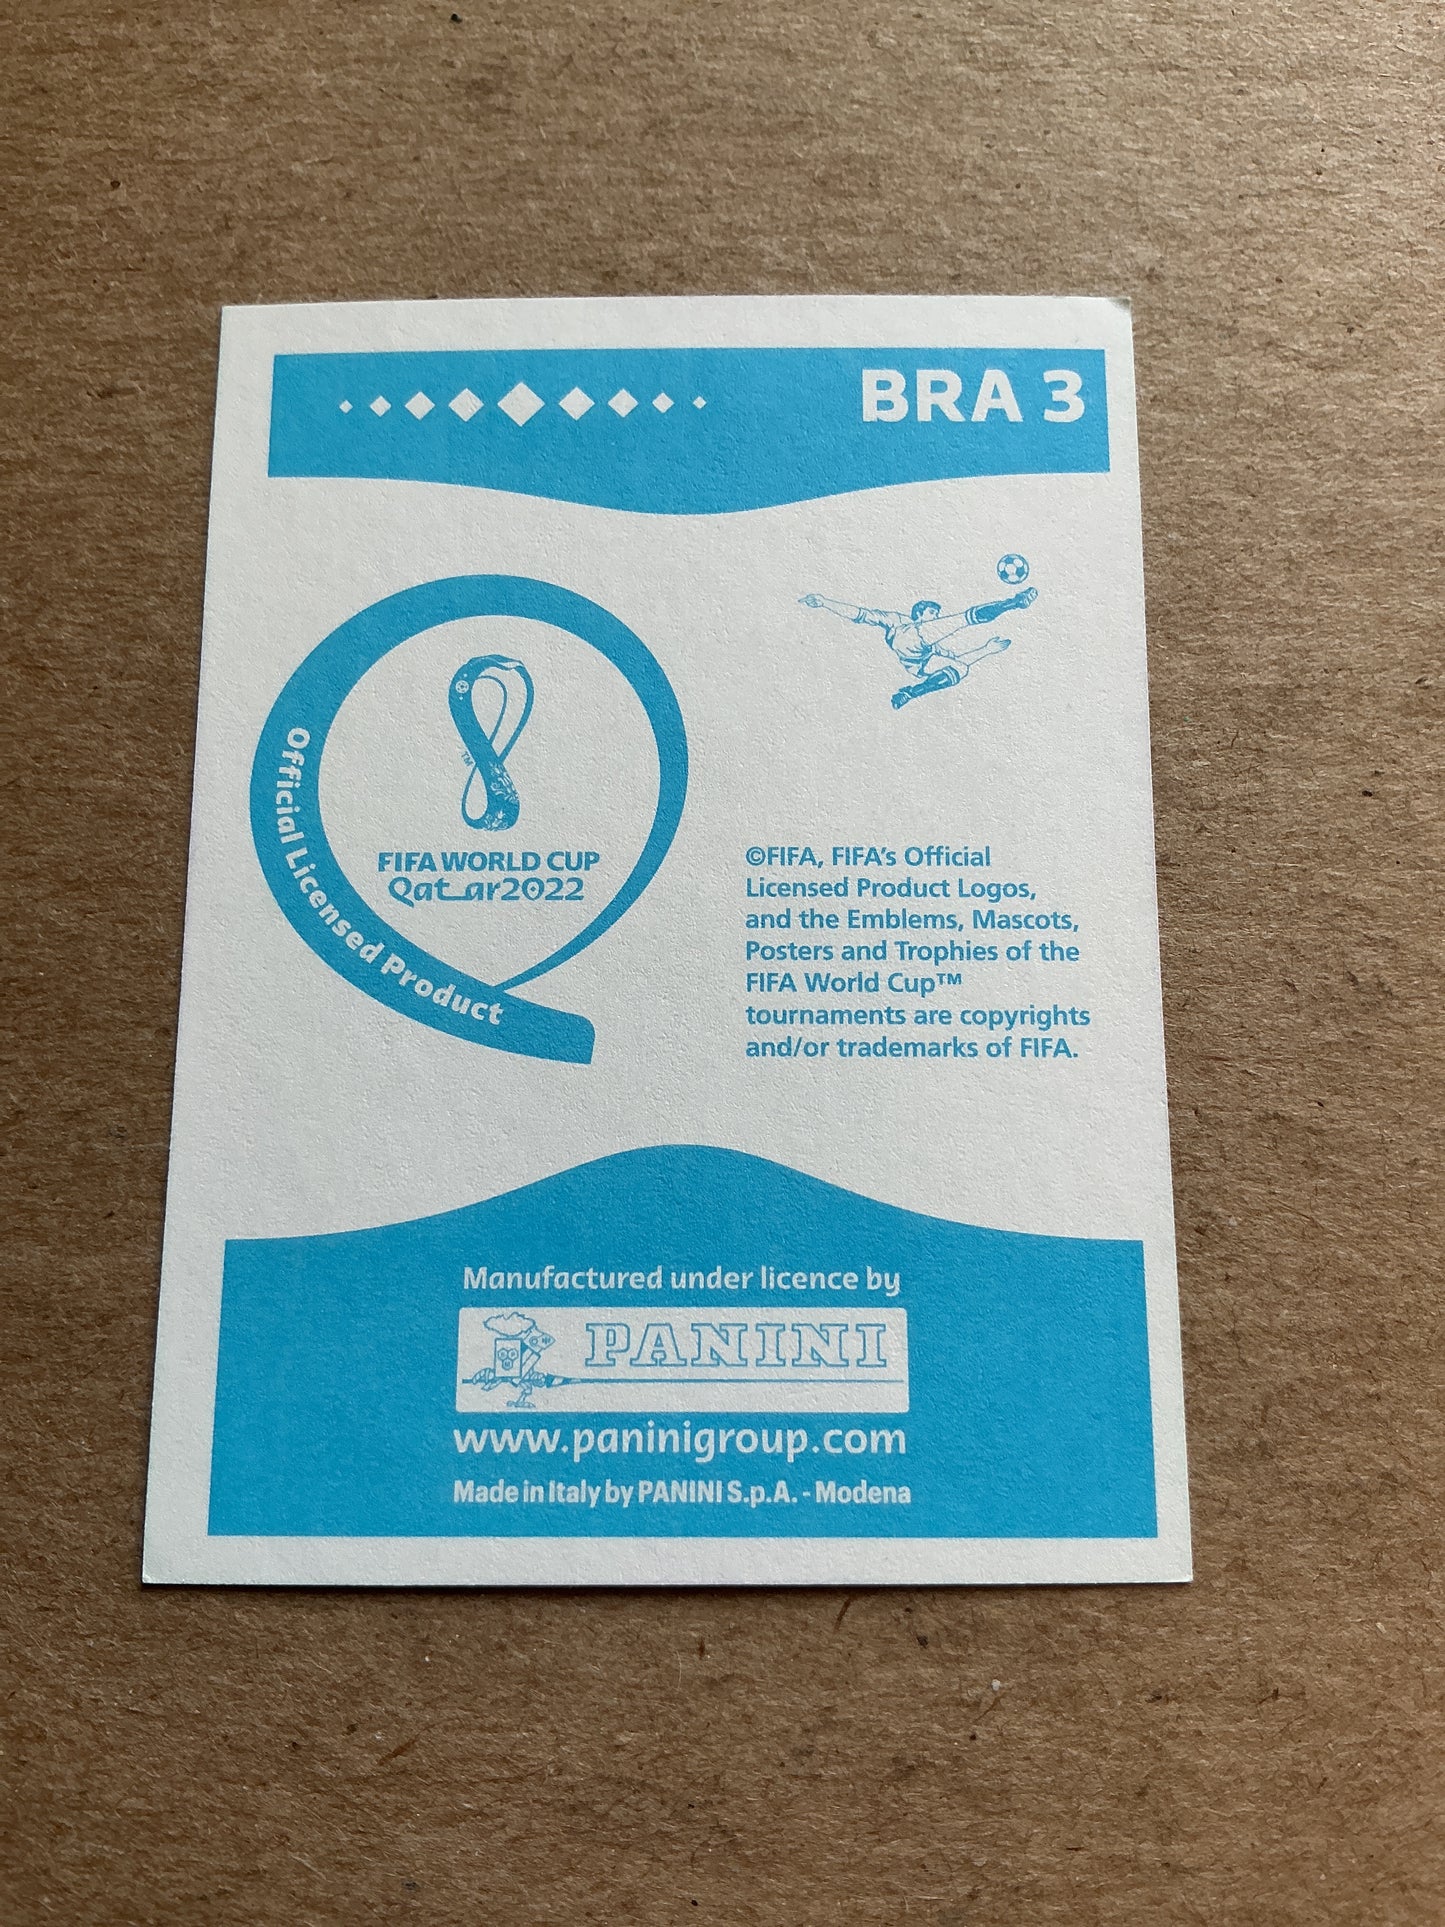 BRA 3
Official Licensed Product
TM
FIFA WORLD CUP
Qatar2022
©FIFA, FIFA's Official
Licensed Product Logos,
and the Emblems, Mascots,
Posters and Trophies of the
FIFA World Cup™
tournaments are copyrights
and/or trademarks of FIFA.
Manufactured under licence by
PANINI
www.paninigroup.com
Made in Italy by PANINI S.p.A. - Modena